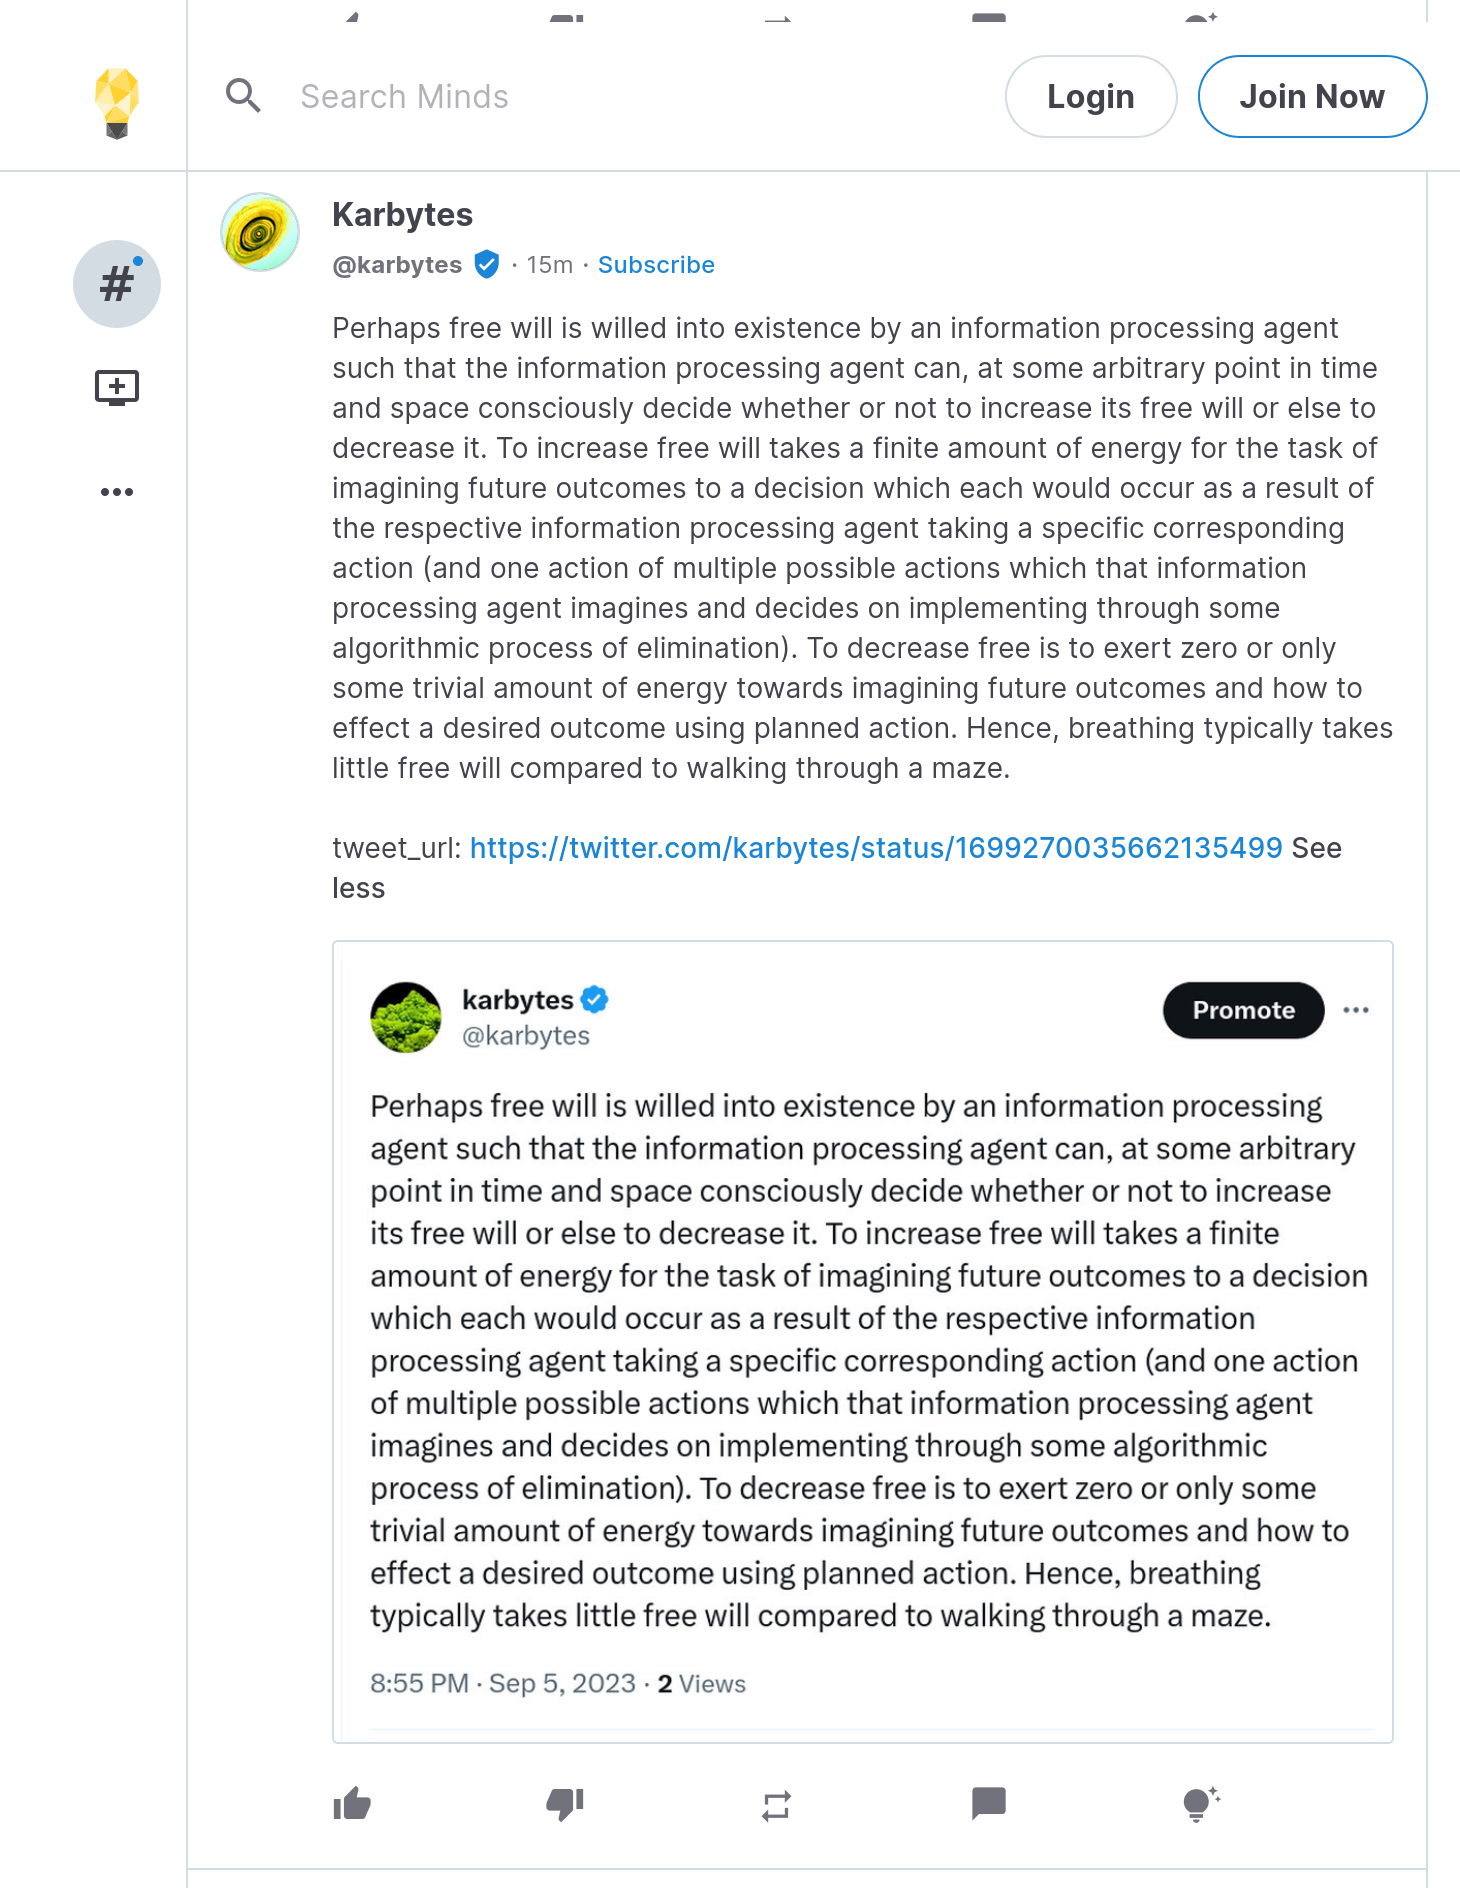 Search Minds
Login
Join Now
#
Karbytes
@karbytes · 15m · Subscribe
Perhaps free will is willed into existence by an information processing agent
such that the information processing agent can, at some arbitrary point in time
and space consciously decide whether or not to increase its free will or else to
decrease it. To increase free will takes a finite amount of energy for the task of
imagining future outcomes to a decision which each would occur as a result of
the respective information processing agent taking a specific corresponding
action (and one action of multiple possible actions which that information
processing agent imagines and decides on implementing through some
algorithmic process of elimination). To decrease free is to exert zero or only
some trivial amount of energy towards imagining future outcomes and how to
effect a desired outcome using planned action. Hence, breathing typically takes
little free will compared to walking through a maze.
tweet_url: https://twitter.com/karbytes/status/1699270035662135499 See
less
karbytes
@karbytes
Promote
Perhaps free will is willed into existence by an information processing
agent such that the information processing agent can, at some arbitrary
point in time and space consciously decide whether or not to increase
its free will or else to decrease it. To increase free will takes a finite
amount of energy for the task of imagining future outcomes to a decision
which each would occur as a result of the respective information
processing agent taking a specific corresponding action (and one action
of multiple possible actions which that information processing agent
imagines and decides on implementing through some algorithmic
process of elimination). To decrease free is to exert zero or only some
trivial amount of energy towards imagining future outcomes and how to
effect a desired outcome using planned action. Hence, breathing
typically takes little free will compared to walking through a maze.
8:55 PM · Sep 5, 2023 · 2 Views